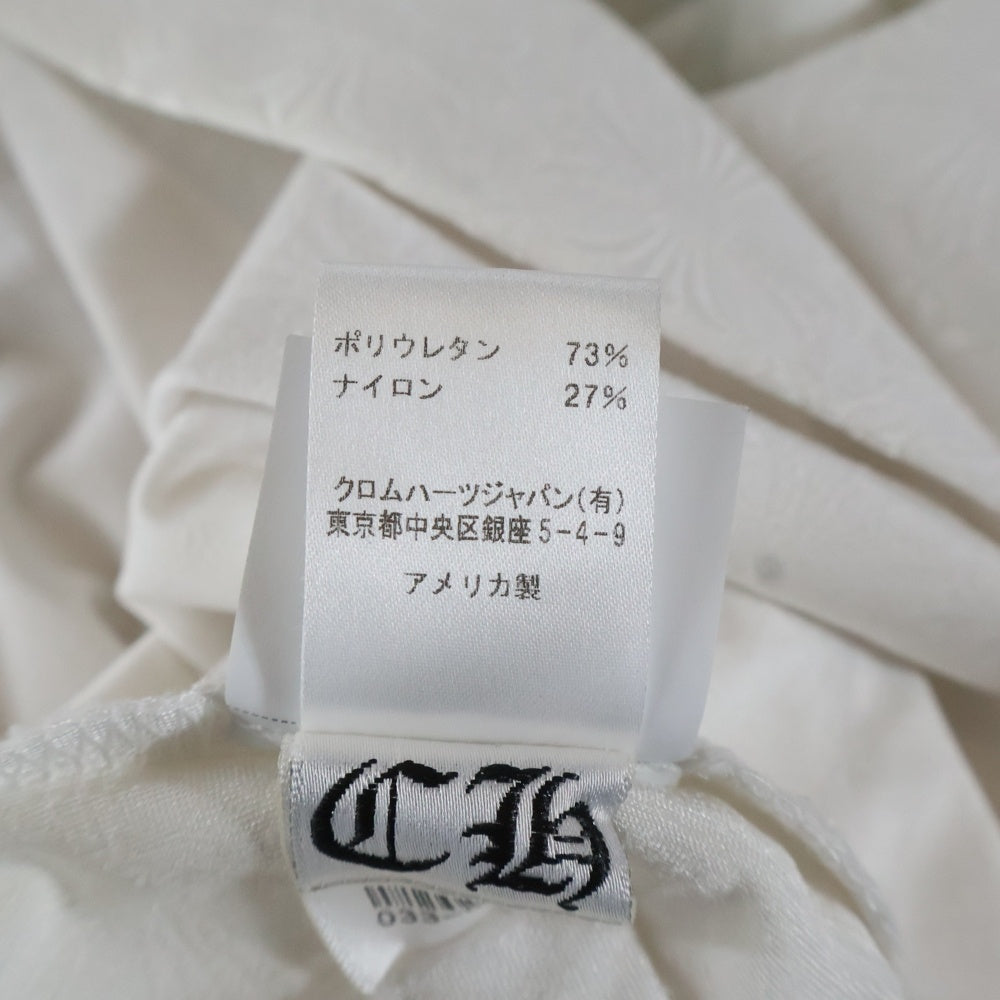 ポリウレタン 73%
ナイロン 27%
クロムハーツジャパン(有)
東京都中央区銀座5-4-9
アメリカ製
CH